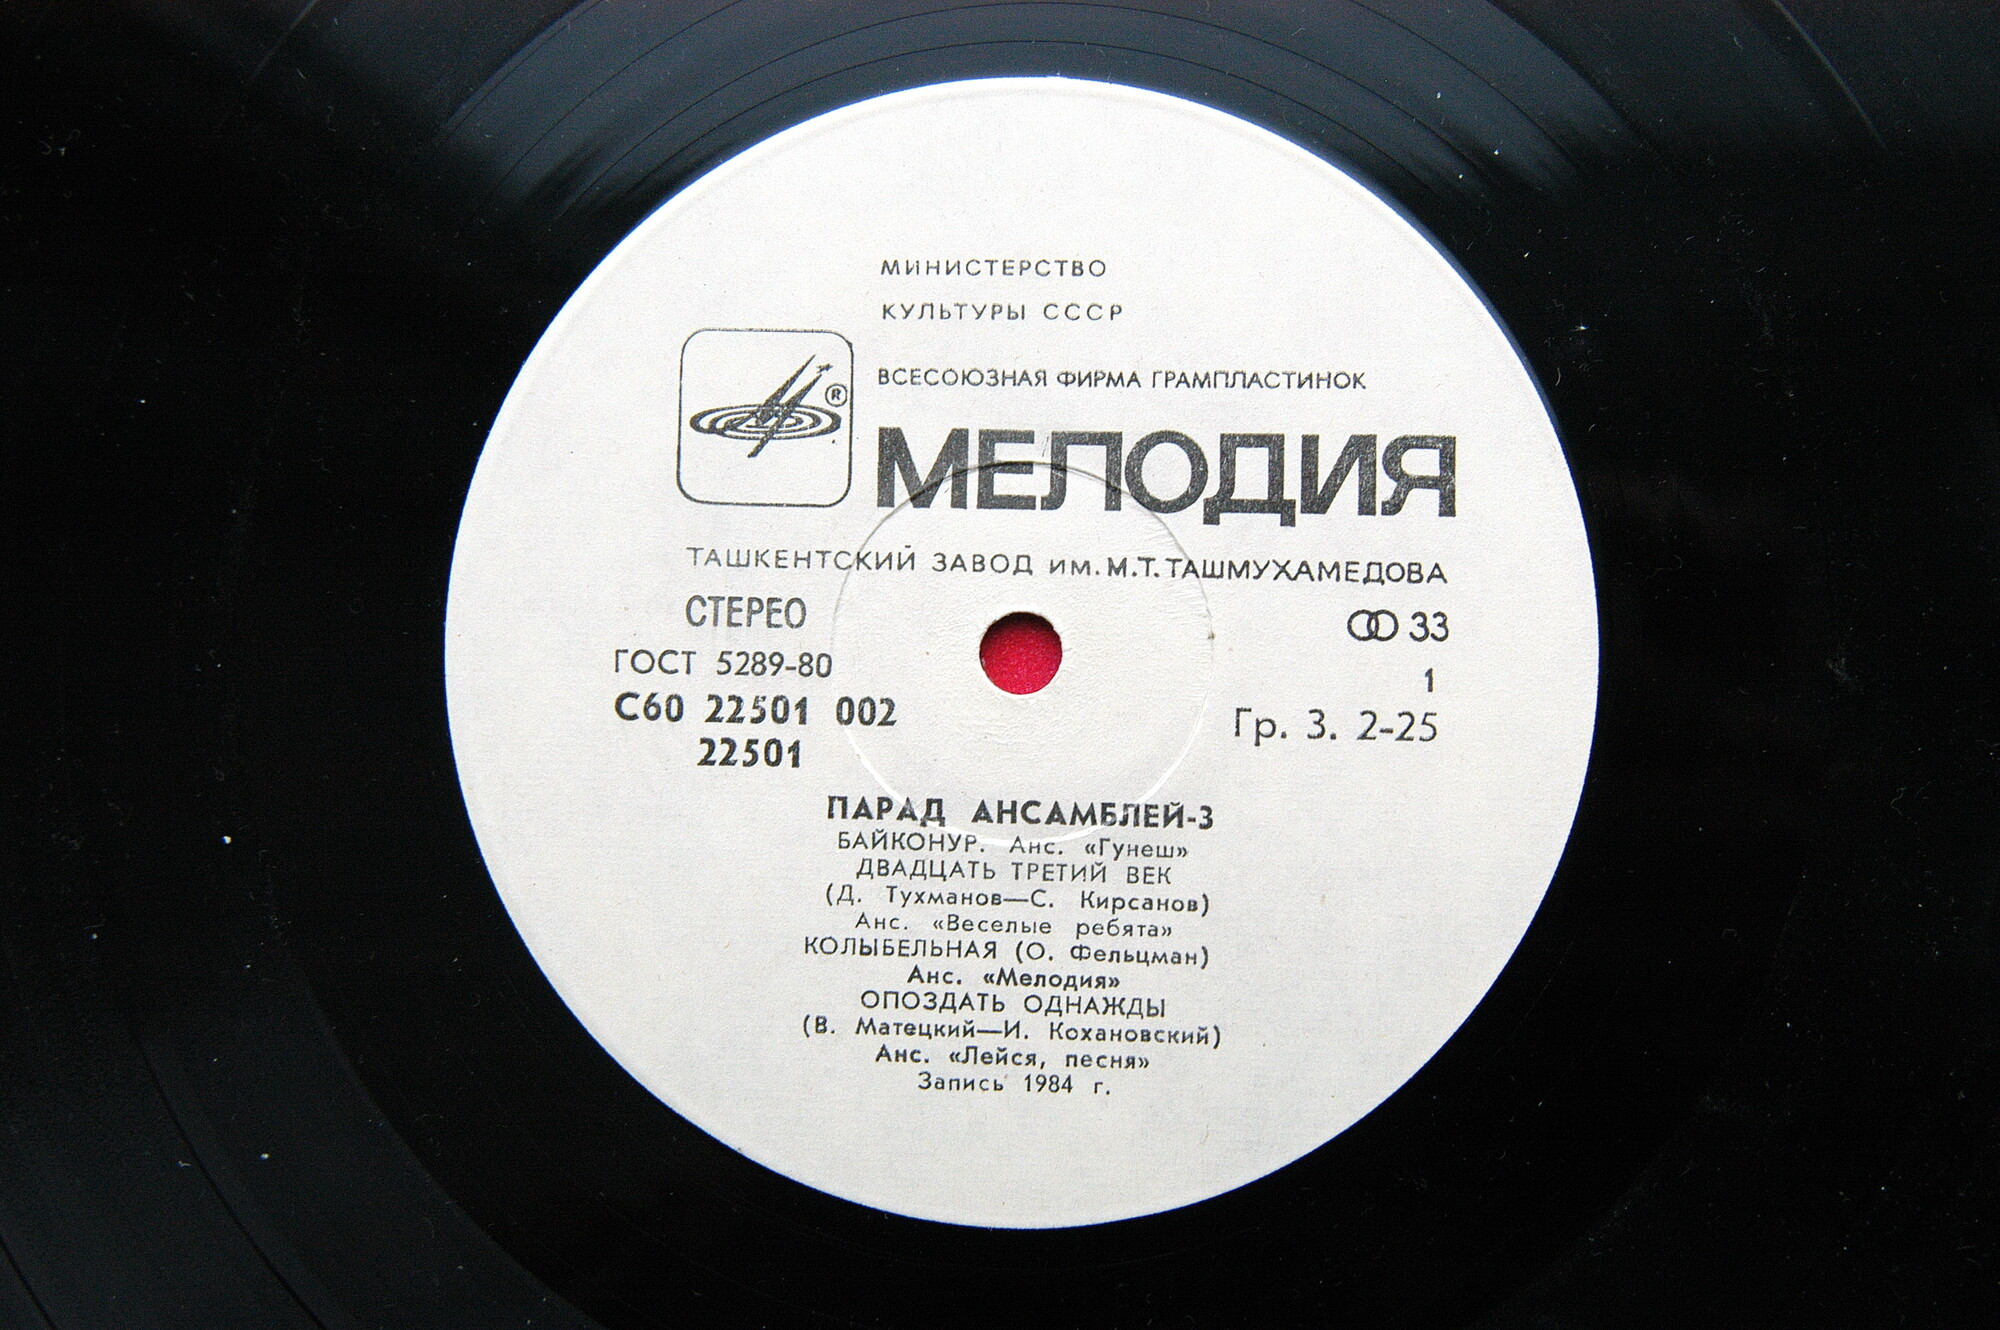 МИНИСТЕРСТВО
КУЛЬТУРЫ СССР
ВСЕСОЮЗНАЯ ФИРМА ГРАМПЛАСТИНОК
®
МЕЛОДИЯ
ТАШКЕНТСКИЙ ЗАВОД им. М.Т. ТАШМУХАМЕДОВА
СТЕРЕО
33
ГОСТ 5289-80
1
С60 22501 002
Гр. 3. 2-25
22501
ПАРАД АНСАМБЛЕЙ-3
БАЙКОНУР. Анс. «Гунеш»
ДВАДЦАТЬ ТРЕТИЙ ВЕК
(Д. Тухманов—С. Кирсанов)
Анс. «Веселые ребята»
КОЛЫБЕЛЬНАЯ (О. Фельцман)
Анс. «Мелодия»
ОПОЗДАТЬ ОДНАЖДЫ
(В. Матецкий—И. Кохановский)
Анс. «Лейся, песня»
Запись 1984 г.